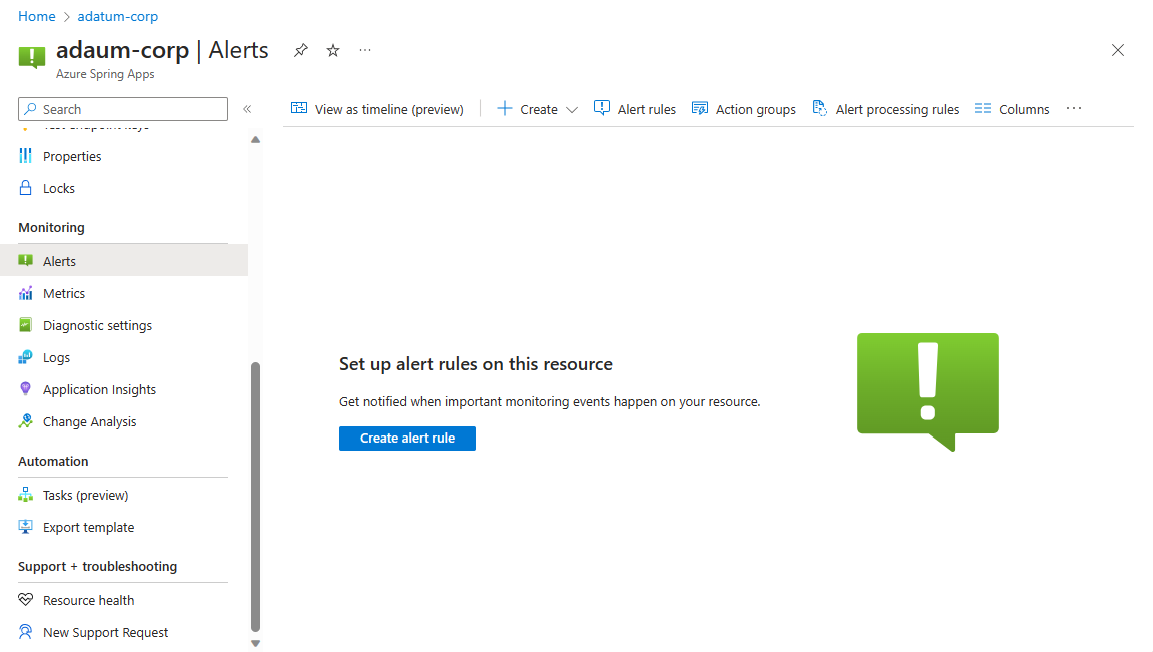 Home > adatum-corp
adaum-corp | Alerts
Azure Spring Apps
Search
Properties
Locks
Monitoring
Alerts
Metrics
Diagnostic settings
Logs
Application Insights
Change Analysis
Automation
Tasks (preview)
Export template
Support + troubleshooting
Resource health
New Support Request
View as timeline (preview) Create Alert rules Action groups Alert processing rules Columns
Set up alert rules on this resource
Get notified when important monitoring events happen on your resource.
Create alert rule